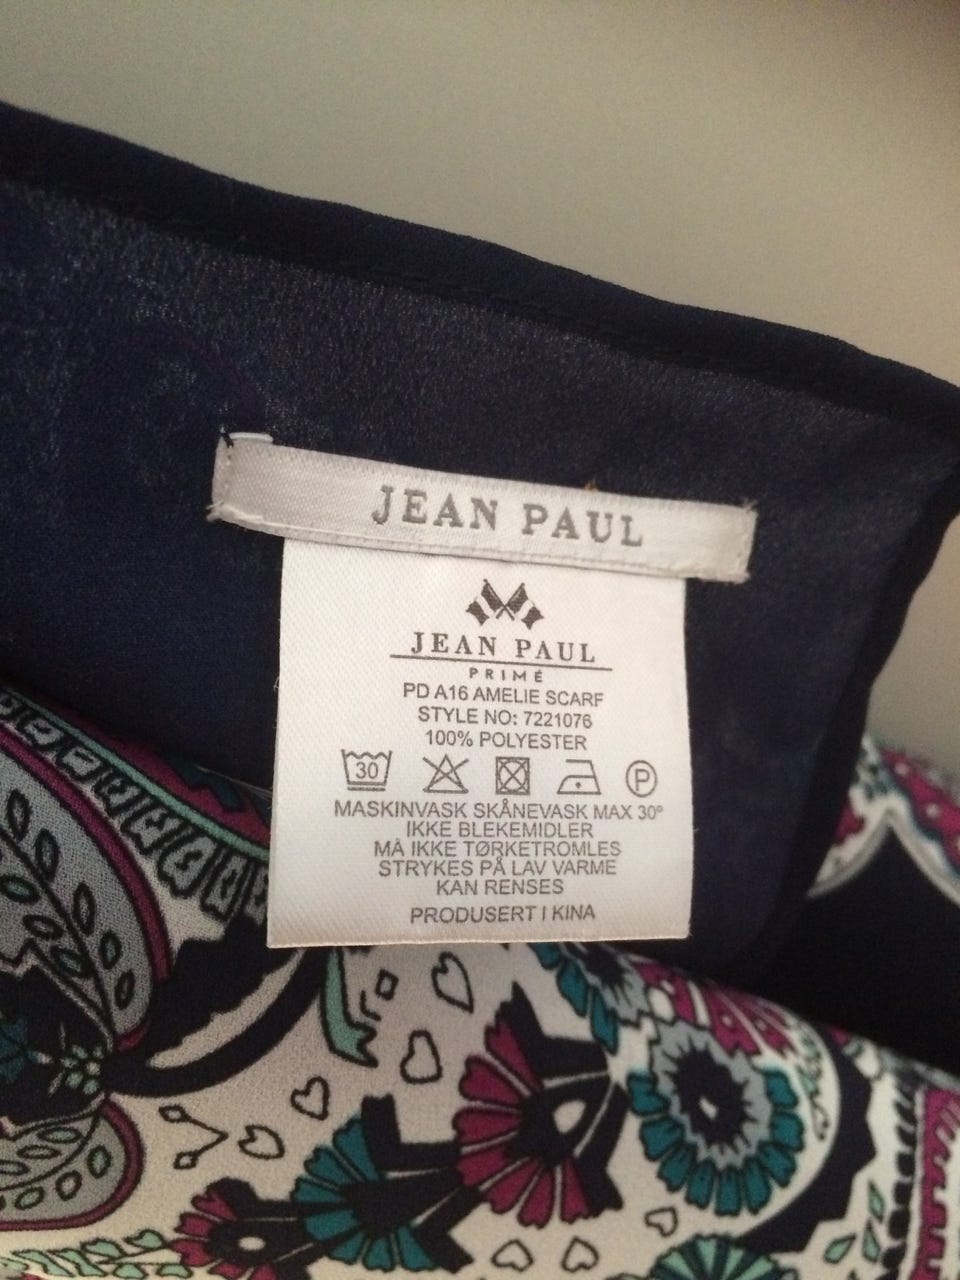 JEAN PAUL
JEAN PAUL
PRIMÉ
PD A16 AMELIE SCARF
STYLE NO: 7221076
100% POLYESTER
30 P
MASKINVASK SKÅNEVASK MAX 30º
IKKE BLEKEMIDLER
MÅ IKKE TØRKETROMLES
STRYKES PÅ LAV VARME
KAN RENSES
PRODUSERT I KINA